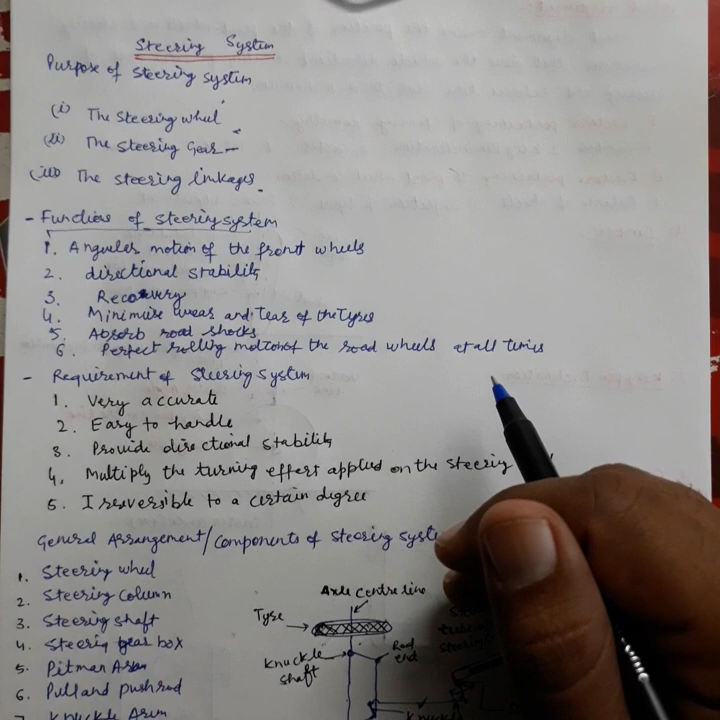 Steering System
Purpose of steering system
(i) The steering wheel
(ii) The steering Gear
(iii) The steering linkages
- Functions of steering system
1. Angular motion of the front wheels
2. directional stability
3. Recovery
4. Minimise wear and tear of the Tyres
5. Absorb road shocks
6. Perfect rolling motion of the road wheels at all times
- Requirement of steering system
1. Very accurate
2. Easy to handle
3. Provide directional stability
4. Multiply the turning effort applied on the steering
5. Irreversible to a certain degree
General Arrangement/Components of steering syste
1. Steering wheel
2. Steering column
3. Steering shaft
4. Steering gear box
5. Pitman Arm
6. Pull and push rod
7. Knuckle Arm
Axle centre line
Tyre
Knuckle shaft
Rod end
Knuckle